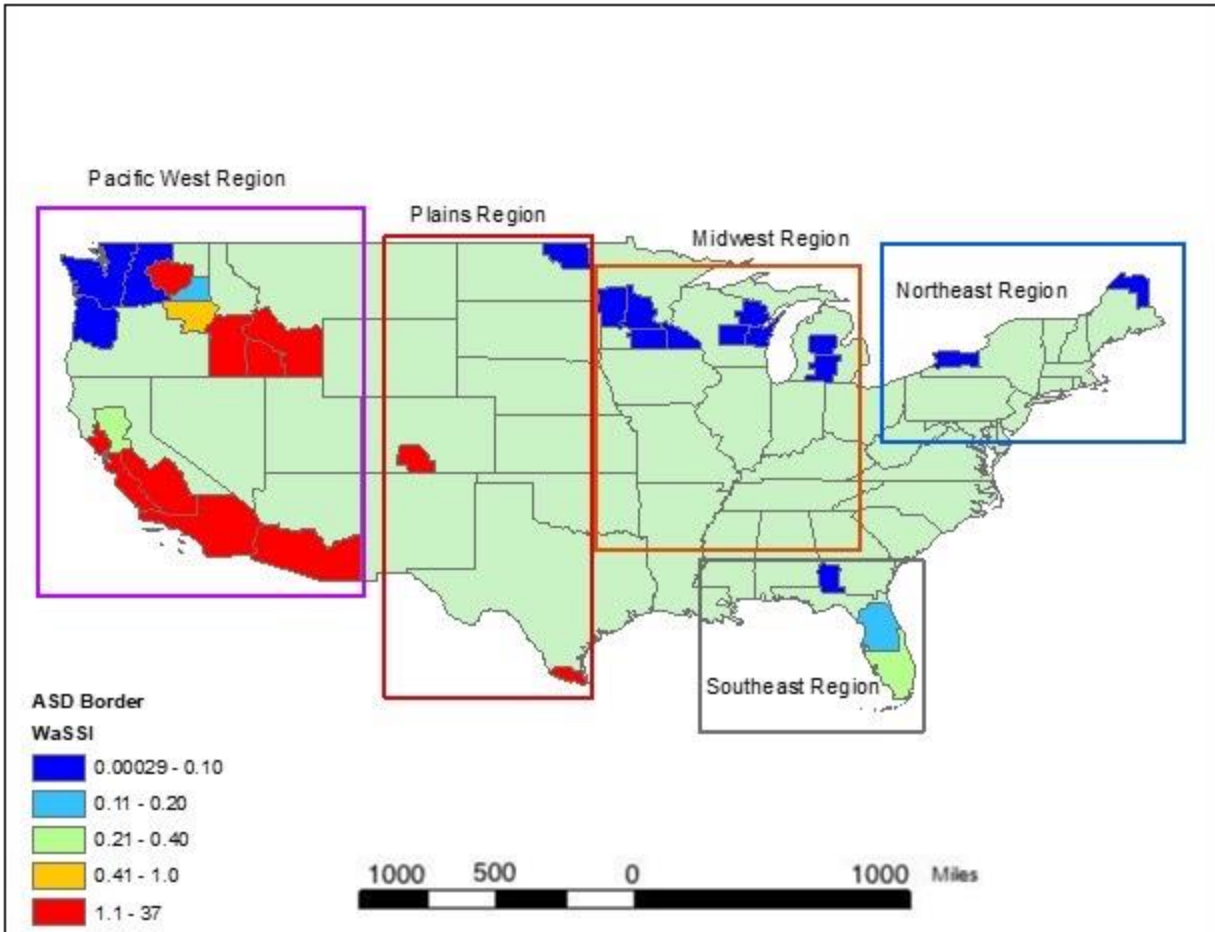 Pacific West Region
Plains Region
Midwest Region
Northeast Region
Southeast Region
ASD Border
WaSSI
0.00029 - 0.10
0.11 - 0.20
0.21 - 0.40
0.41 - 1.0
1.1 - 37
1000 500 0 1000 Miles